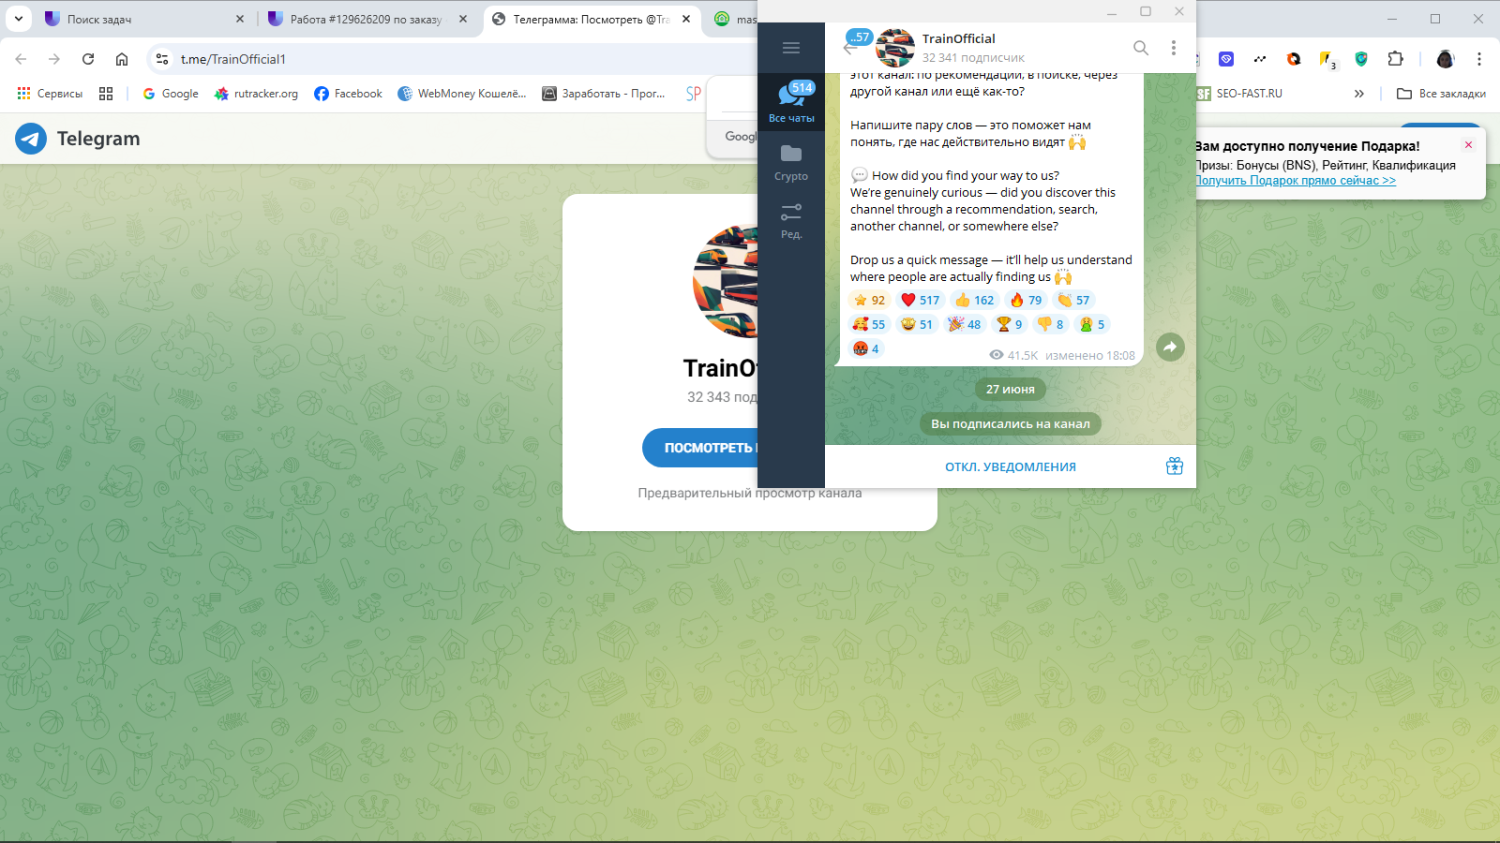 Поиск задач
Работа #129626209 по заказу
Телеграмма: Посмотреть @Tra
mas
t.me/TrainOfficial1
3
Сервисы
Google
rutracker.org
Facebook
WebMoney Кошелё...
Заработать - Прог...
SP
SF
SEO-FAST.RU
»
Все закладки
Telegram
Googl
Вам доступно получение Подарка!
Призы: Бонусы (BNS), Рейтинг, Квалификация
Получить Подарок прямо сейчас >>
TrainO
32 343 под
ПОСМОТРЕТЬ
Предварительный просмотр канала
..57
TrainOfficial
32 341 подписчик
514
Все чаты
Crypto
Ред.
этот канал: по рекомендации, в поиске, через
другой канал или ещё как-то?
Напишите пару слов — это поможет нам
понять, где нас действительно видят 🙌
💬 How did you find your way to us?
We're genuinely curious — did you discover this
channel through a recommendation, search,
another channel, or somewhere else?
Drop us a quick message — it'll help us understand
where people are actually finding us 🙌
⭐ 92 ❤ 517 👍 162 🔥 79 👏 57
🥰 55 🤩 51 🎉 48 🏆 9 👎 8 🤮 5
🤬 4
41.5K изменено 18:08
27 июня
Вы подписались на канал
ОТКЛ. УВЕДОМЛЕНИЯ